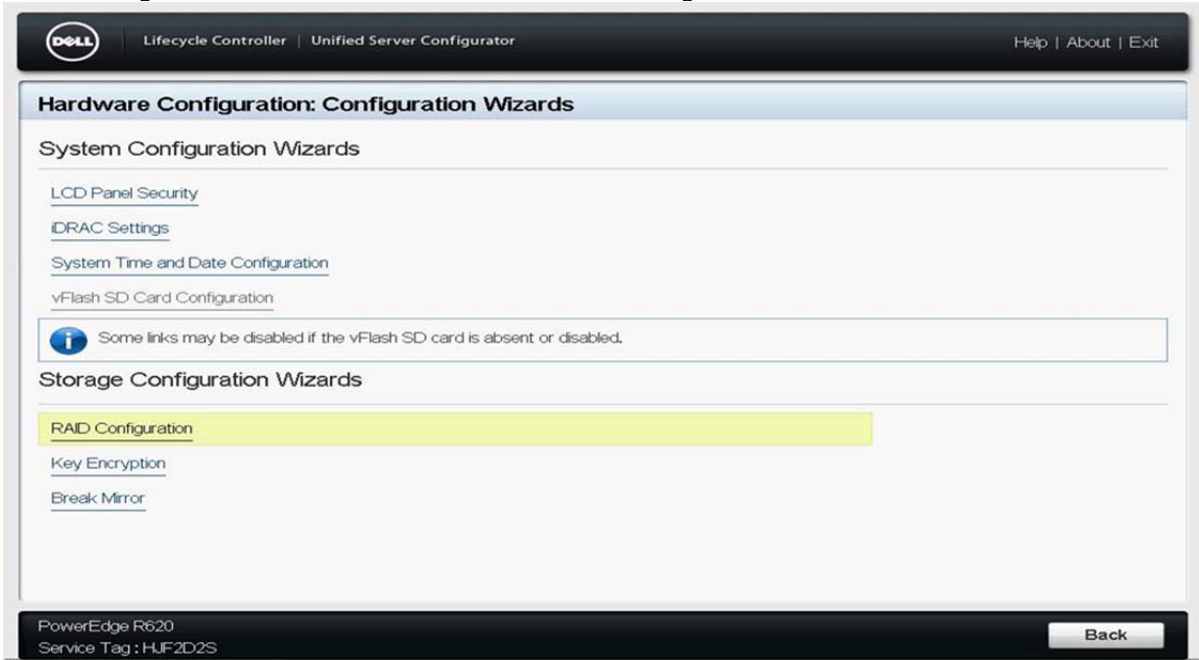 DELL Lifecycle Controller | Unified Server Configurator Help | About | Exit
Hardware Configuration: Configuration Wizards
System Configuration Wizards
LCD Panel Security
iDRAC Settings
System Time and Date Configuration
vFlash SD Card Configuration
Some links may be disabled if the vFlash SD card is absent or disabled.
Storage Configuration Wizards
RAID Configuration
Key Encryption
Break Mirror
PowerEdge R620
Back
Service Tag : HJF2D2S